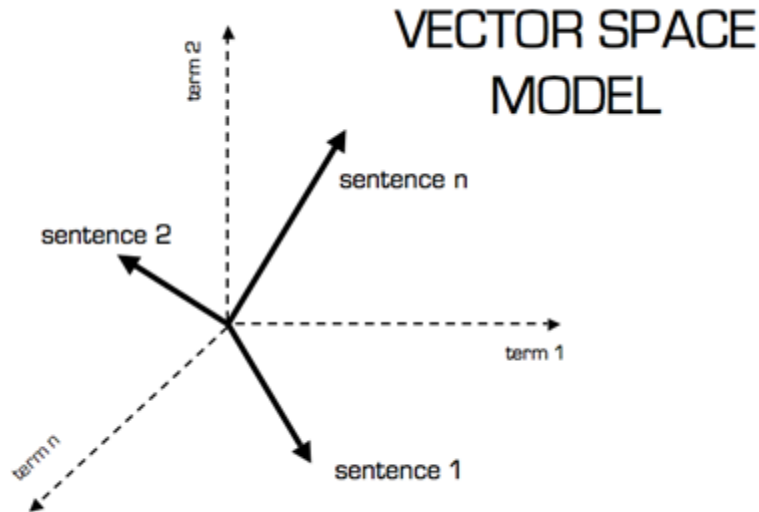 VECTOR SPACE
MODEL
term 2
sentence n
sentence 2
term 1
term n
sentence 1